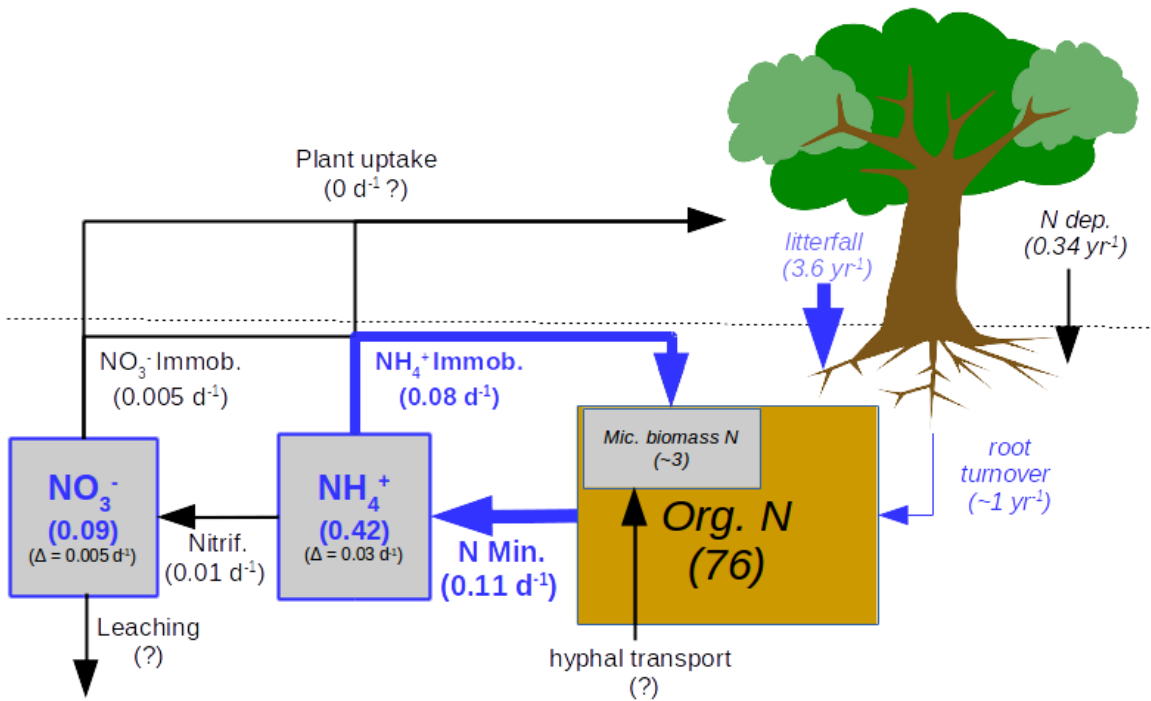 Plant uptake
(0 d⁻¹ ?)
N dep.
(0.34 yr⁻¹)
litterfall
(3.6 yr⁻¹)
NO₃⁻ Immob.
(0.005 d⁻¹)
NH₄⁺ Immob.
(0.08 d⁻¹)
Mic. biomass N
(~3)
root
turnover
(~1 yr⁻¹)
NO₃⁻
(0.09)
(Δ = 0.005 d⁻¹)
Nitrif.
(0.01 d⁻¹)
NH₄⁺
(0.42)
(Δ = 0.03 d⁻¹)
N Min.
(0.11 d⁻¹)
Org. N
(76)
Leaching
(?)
hyphal transport
(?)